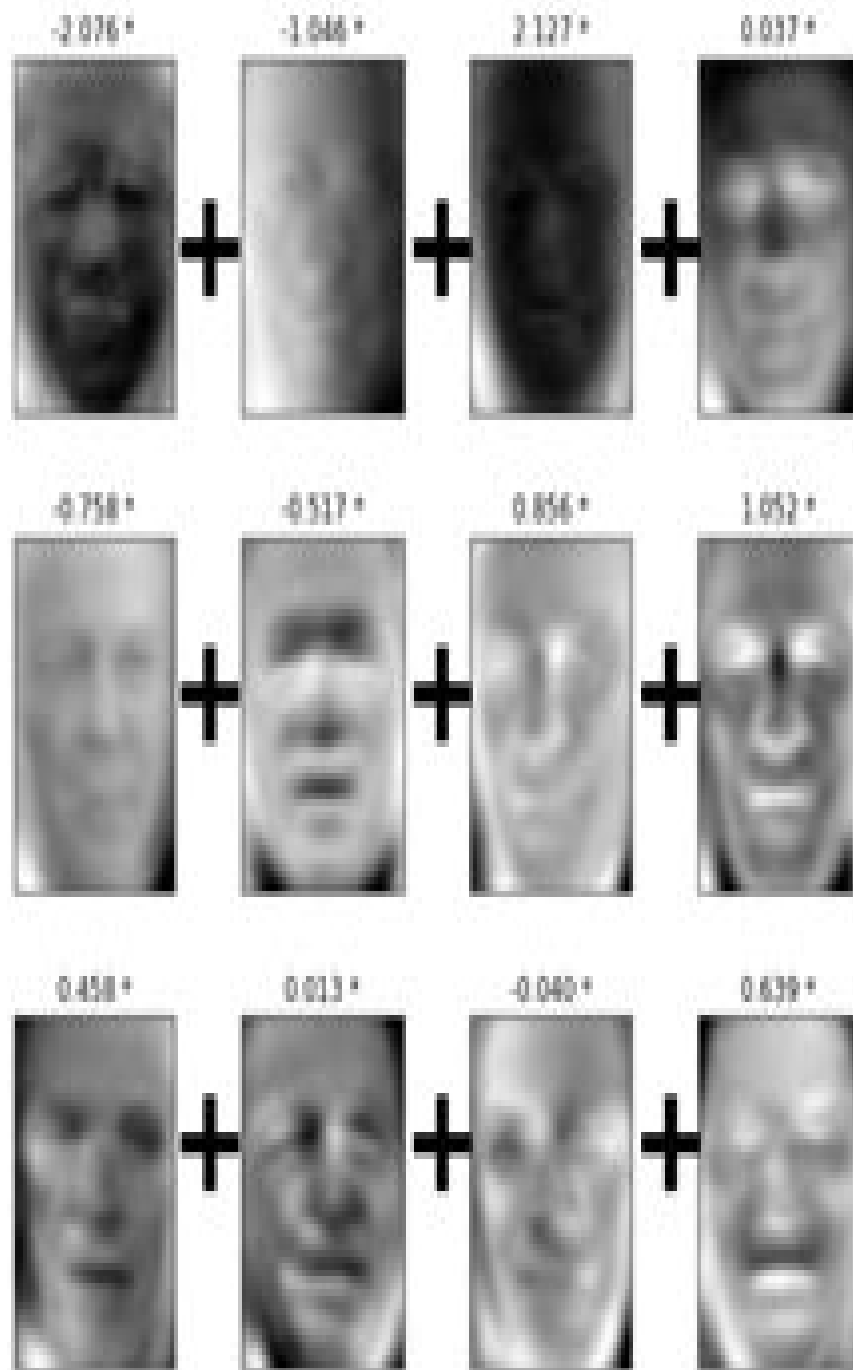 -2.076 * -1.046 * 2.127 * 0.037 *
+ + +
-0.758 * -0.517 * 0.856 * 1.052 *
+ + +
0.458 * 0.013 * -0.040 * 0.639 *
+ + +